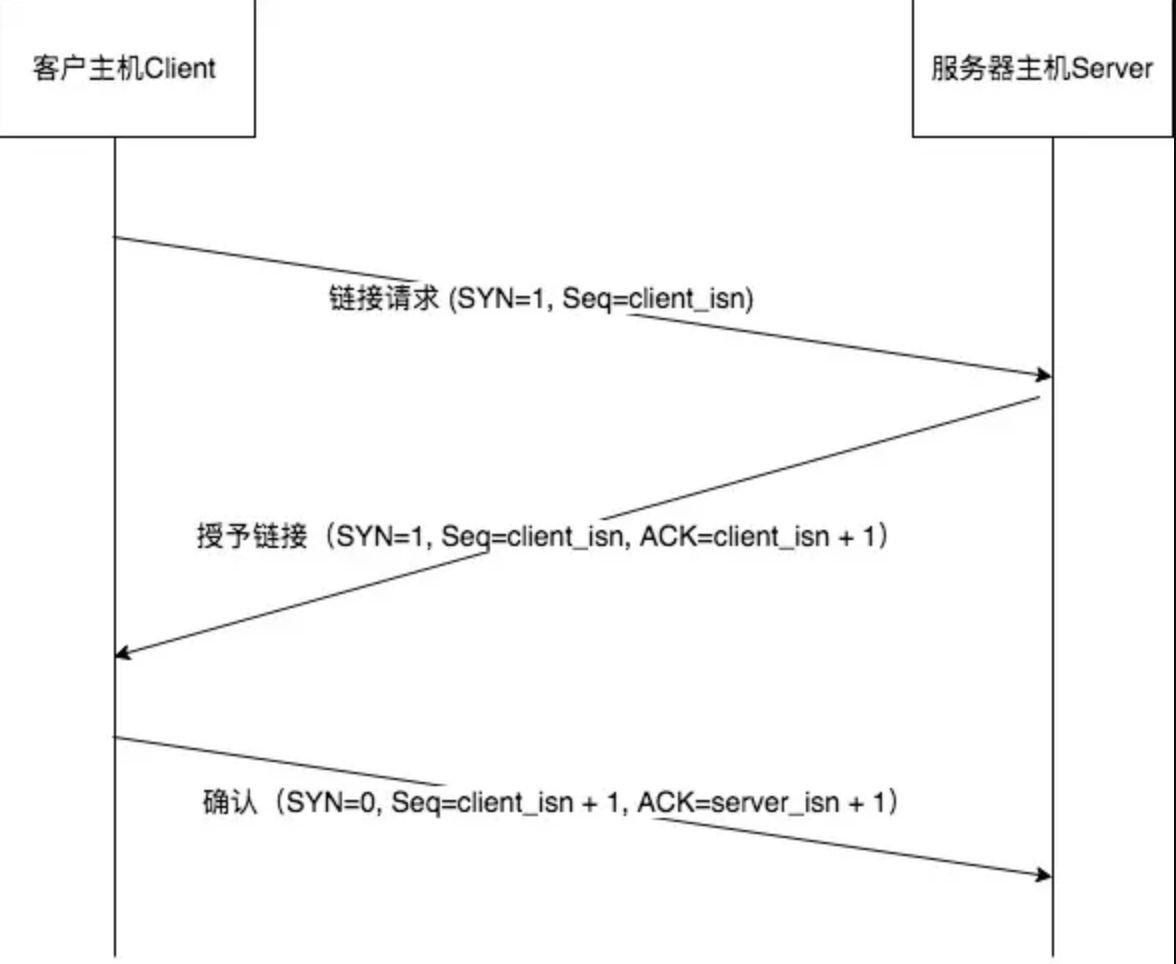 客户主机Client
服务器主机Server
链接请求 (SYN=1, Seq=client_isn)
授予链接（SYN=1, Seq=client_isn, ACK=client_isn + 1）
确认（SYN=0, Seq=client_isn + 1, ACK=server_isn + 1）